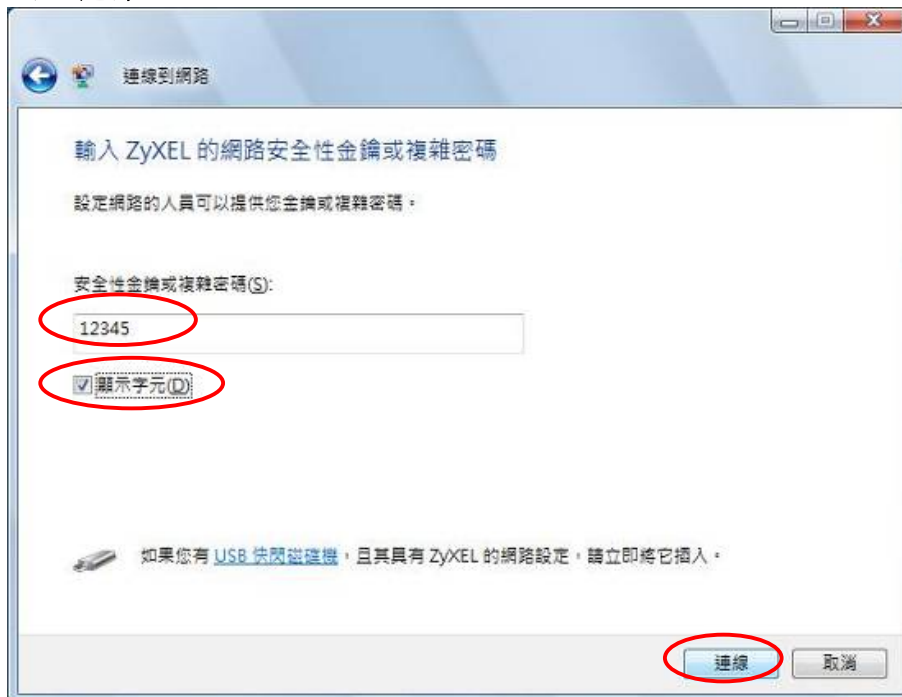 連線到網路
輸入 ZyXEL 的網路安全性金鑰或複雜密碼
設定網路的人員可以提供您金鑰或複雜密碼。
安全性金鑰或複雜密碼(S):
12345
顯示字元(D)
如果您有 USB 快閃磁碟機，且其具有 ZyXEL 的網路設定，請立即將它插入。
連線 取消